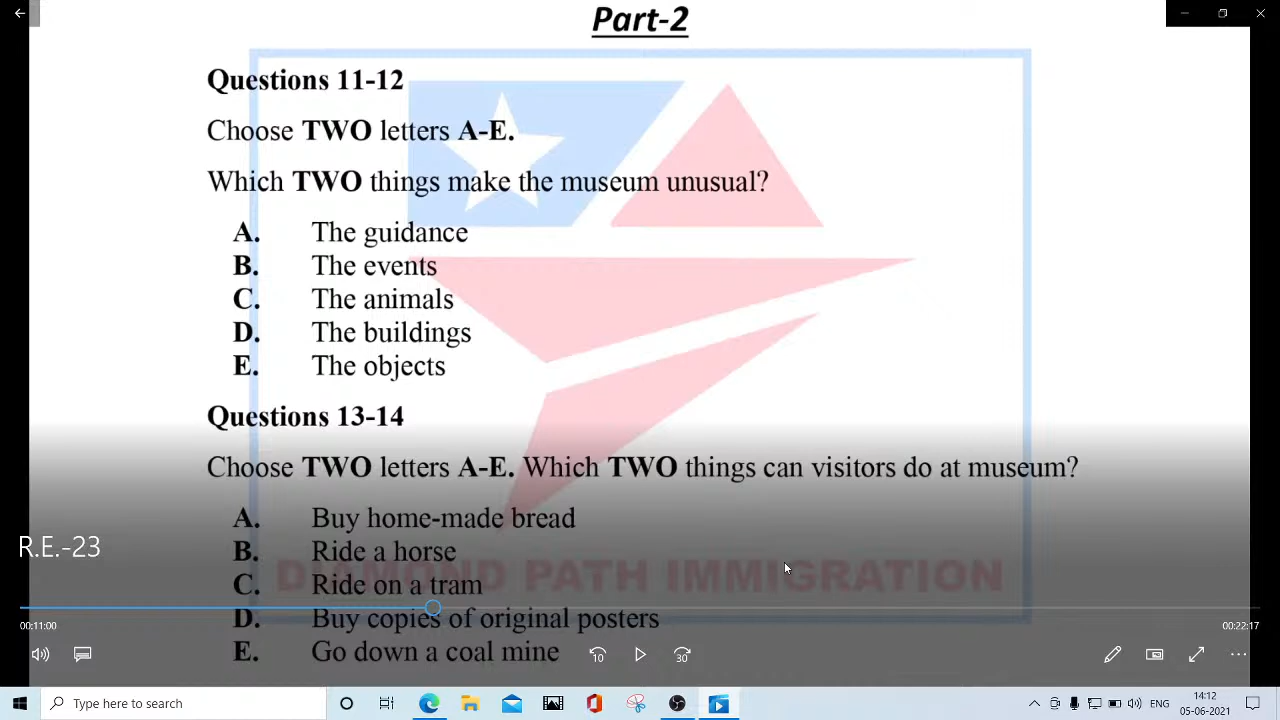 Part-2
Questions 11-12
Choose TWO letters A-E.
Which TWO things make the museum unusual?
A. The guidance
B. The events
C. The animals
D. The buildings
E. The objects
Questions 13-14
Choose TWO letters A-E. Which TWO things can visitors do at museum?
A. Buy home-made bread
R.E.-23
B. Ride a horse
DIAMOND PATH IMMIGRATION
C. Ride on a tram
D. Buy copies of original posters
00:11:00
00:22:17
E. Go down a coal mine
10
30
Type here to search
ENG
14:12
05-06-2021